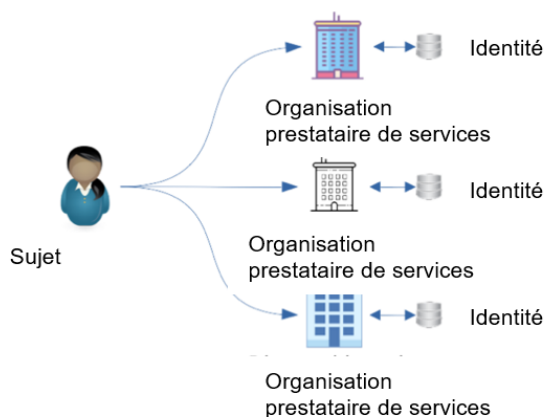 Identité
Organisation
prestataire de services
Identité
Sujet
Organisation
prestataire de services
Identité
Organisation
prestataire de services